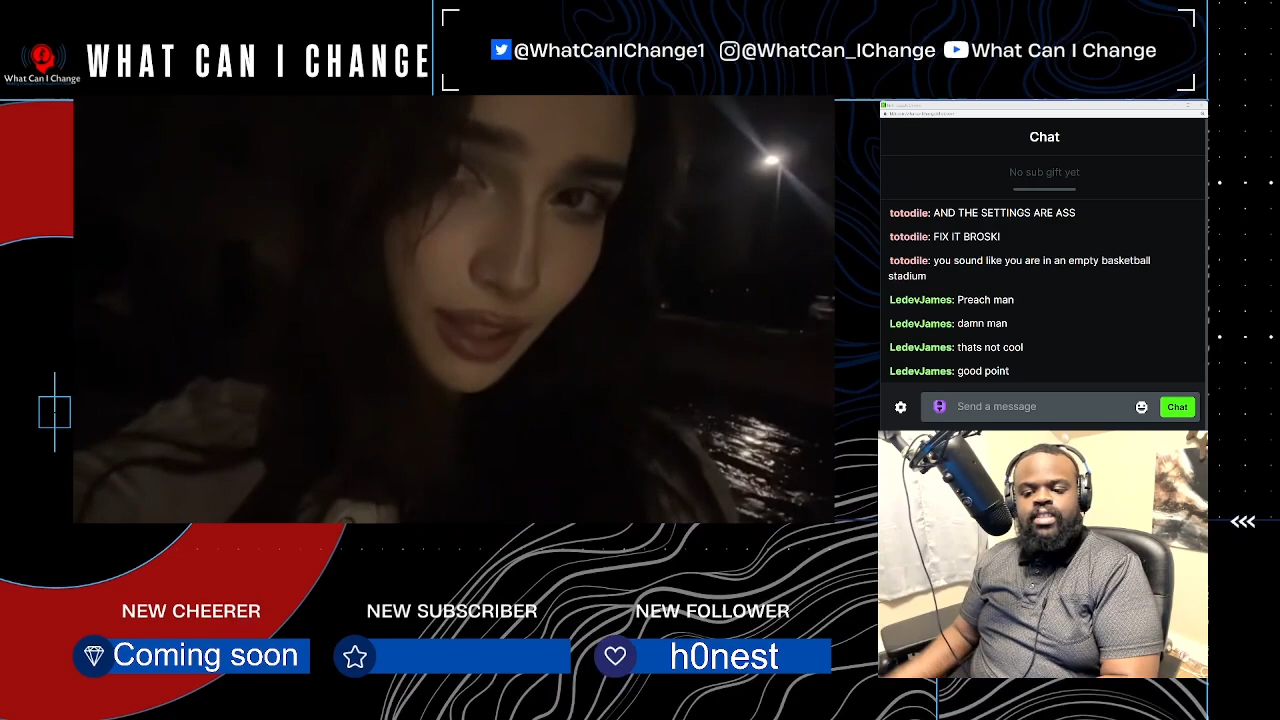 What Can I Change
WHAT CAN I CHANGE
@WhatCanIChange1 @WhatCan_IChange What Can I Change
Chat
No sub gift yet
totodile: AND THE SETTINGS ARE ASS
totodile: FIX IT BROSKI
totodile: you sound like you are in an empty basketball
stadium
LedevJames: Preach man
LedevJames: damn man
LedevJames: thats not cool
LedevJames: good point
Send a message
Chat
NEW CHEERER
Coming soon
NEW SUBSCRIBER
NEW FOLLOWER
h0nest